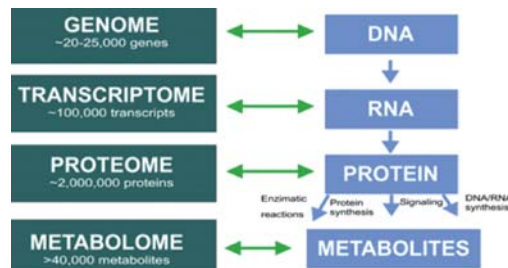 GENOME
~20-25,000 genes
DNA
TRANSCRIPTOME
~100,000 transcripts
RNA
PROTEOME
~2,000,000 proteins
PROTEIN
Enzimatic
reactions
Protein
synthesis
Signaling
DNA/RNA
synthesis
METABOLOME
>40,000 metabolites
METABOLITES